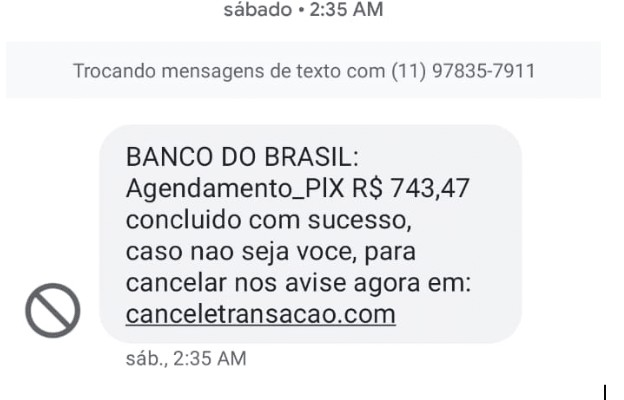 sábado • 2:35 AM
Trocando mensagens de texto com (11) 97835-7911
BANCO DO BRASIL:
Agendamento_PlX R$ 743,47
concluido com sucesso,
caso nao seja voce, para
cancelar nos avise agora em:
canceletransacao.com
sáb., 2:35 AM